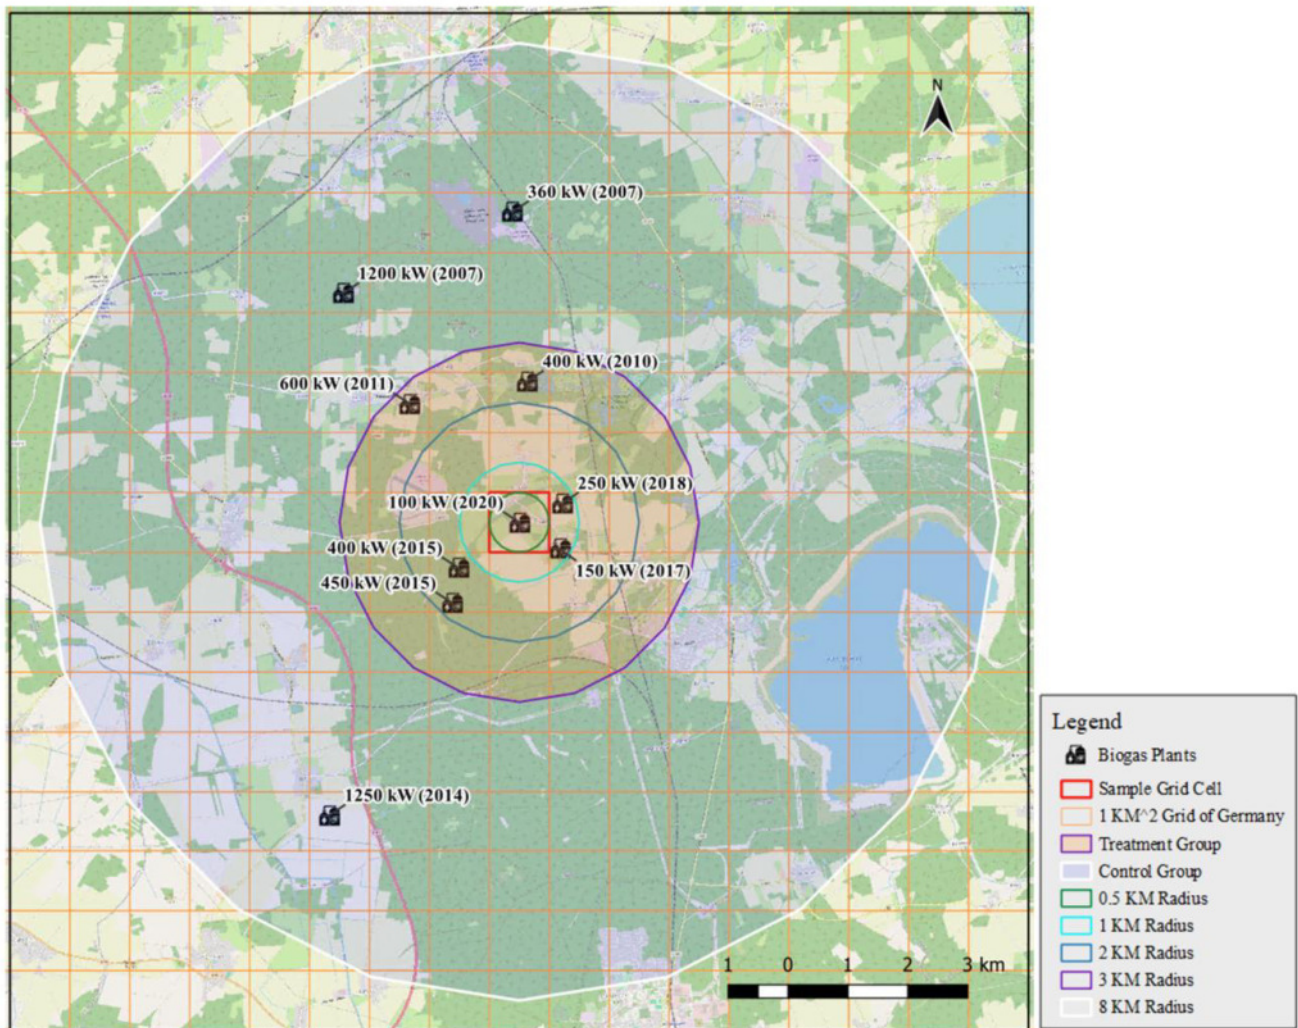 N
360 kW (2007)
1200 kW (2007)
400 kW (2010)
600 kW (2011)
250 kW (2018)
100 kW (2020)
400 kW (2015)
150 kW (2017)
450 kW (2015)
1250 kW (2014)
1 0 1 2 3 km
Legend
Biogas Plants
Sample Grid Cell
1 KM^2 Grid of Germany
Treatment Group
Control Group
0.5 KM Radius
1 KM Radius
2 KM Radius
3 KM Radius
8 KM Radius